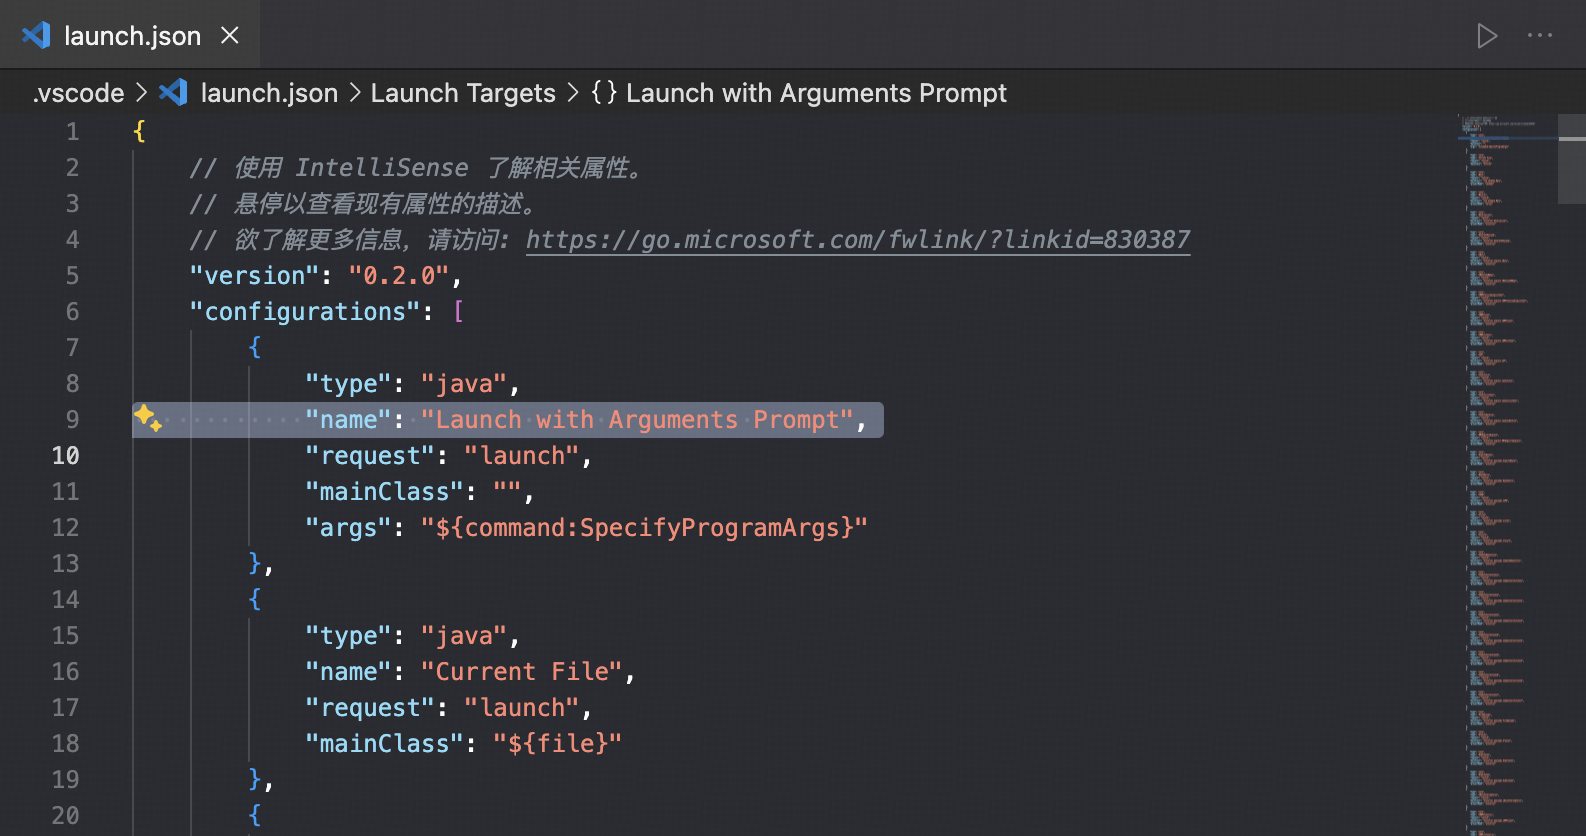 launch.json
.vscode > launch.json > Launch Targets > {} Launch with Arguments Prompt
1 {
2 // 使用 IntelliSense 了解相关属性。
3 // 悬停以查看现有属性的描述。
4 // 欲了解更多信息，请访问: https://go.microsoft.com/fwlink/?linkid=830387
5 "version": "0.2.0",
6 "configurations": [
7 {
8 "type": "java",
9 "name": "Launch with Arguments Prompt",
10 "request": "launch",
11 "mainClass": "",
12 "args": "${command:SpecifyProgramArgs}"
13 },
14 {
15 "type": "java",
16 "name": "Current File",
17 "request": "launch",
18 "mainClass": "${file}"
19 },
20 {